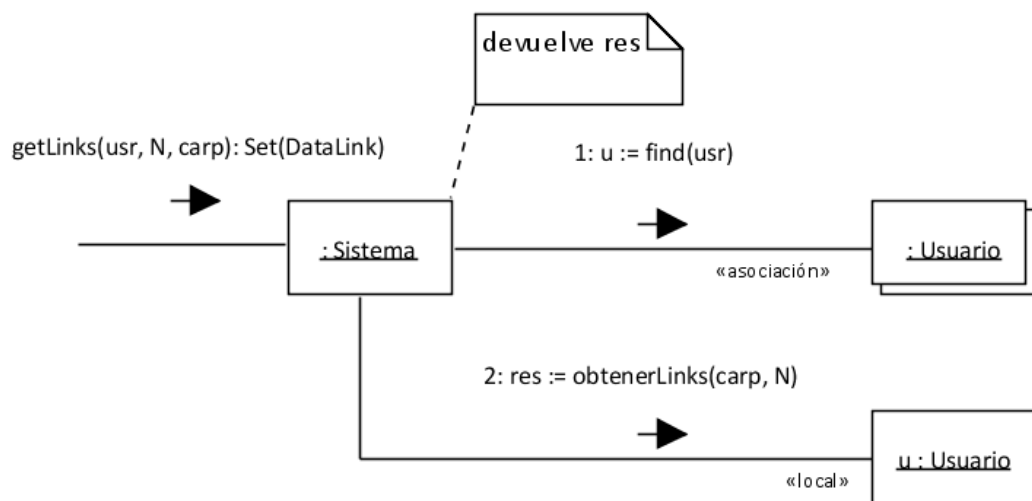 devuelve res
getLinks(usr, N, carp): Set(DataLink)
1: u := find(usr)
: Sistema
: Usuario
«asociación»
2: res := obtenerLinks(carp, N)
u : Usuario
«local»